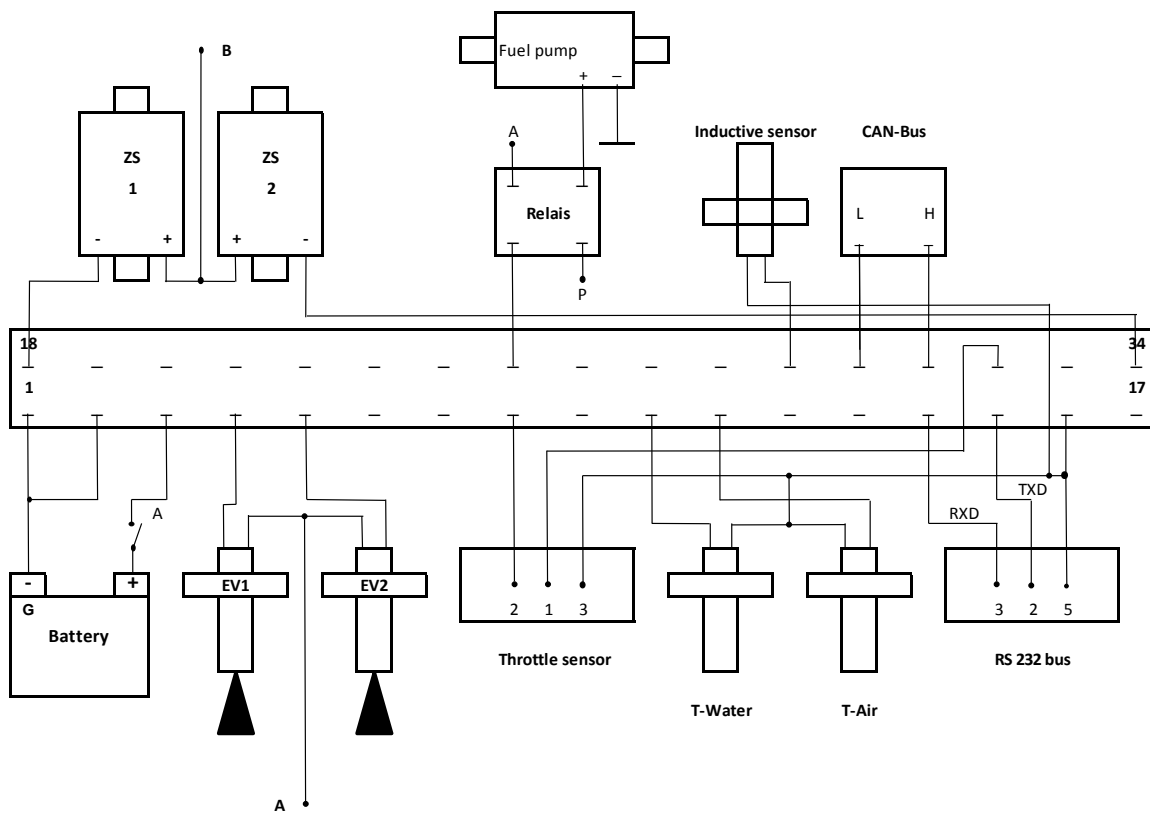 B
Fuel pump
+ –
A
Inductive sensor
CAN-Bus
ZS
1
ZS
2
L H
Relais
- +
+ -
P
18
34
1
17
A
TXD
RXD
- +
G
Battery
EV1
EV2
2 1 3
3 2 5
Throttle sensor
RS 232 bus
T-Water
T-Air
A